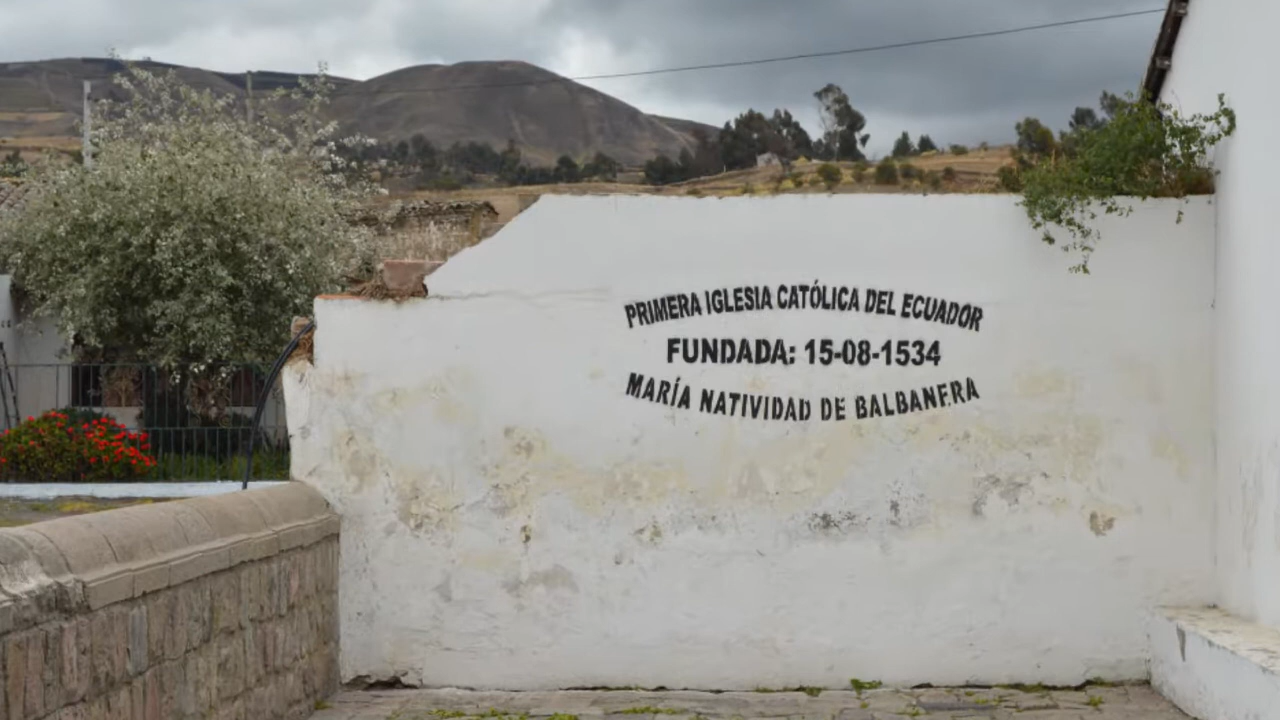 PRIMERA IGLESIA CATÓLICA DEL ECUADOR
FUNDADA: 15-08-1534
MARÍA NATIVIDAD DE BALBANERA